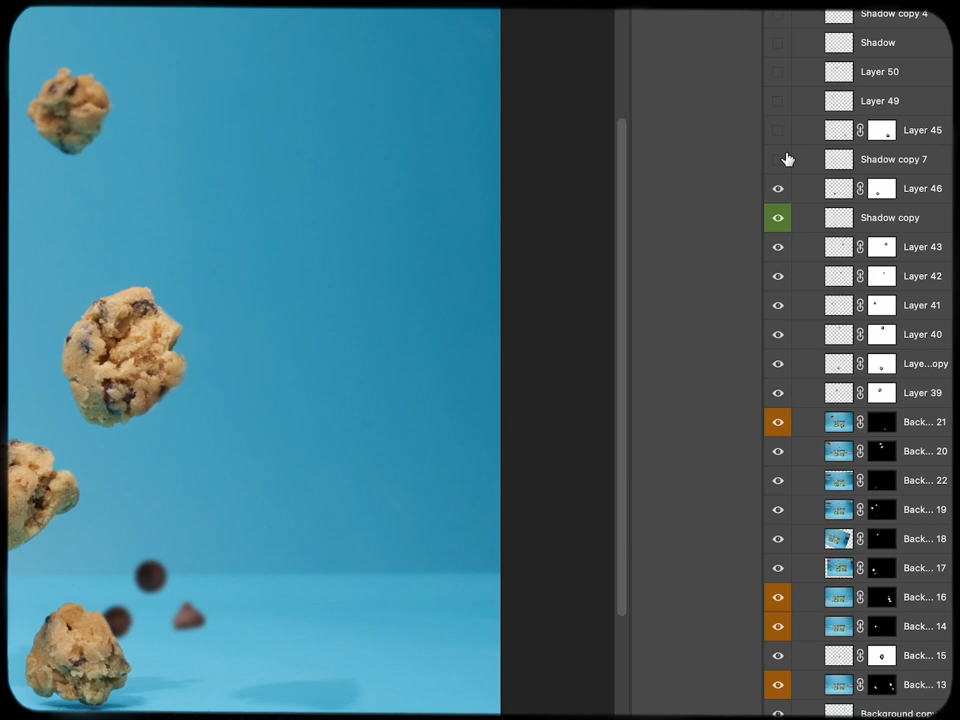 Shadow copy 4
Shadow
Layer 50
Layer 49
Layer 45
Shadow copy 7
Layer 46
Shadow copy
Layer 43
Layer 42
Layer 41
Layer 40
Laye...opy
Layer 39
Back... 21
Back... 20
Back... 22
Back... 19
Back... 18
Back... 17
Back... 16
Back... 14
Back... 15
Back... 13
Background copy